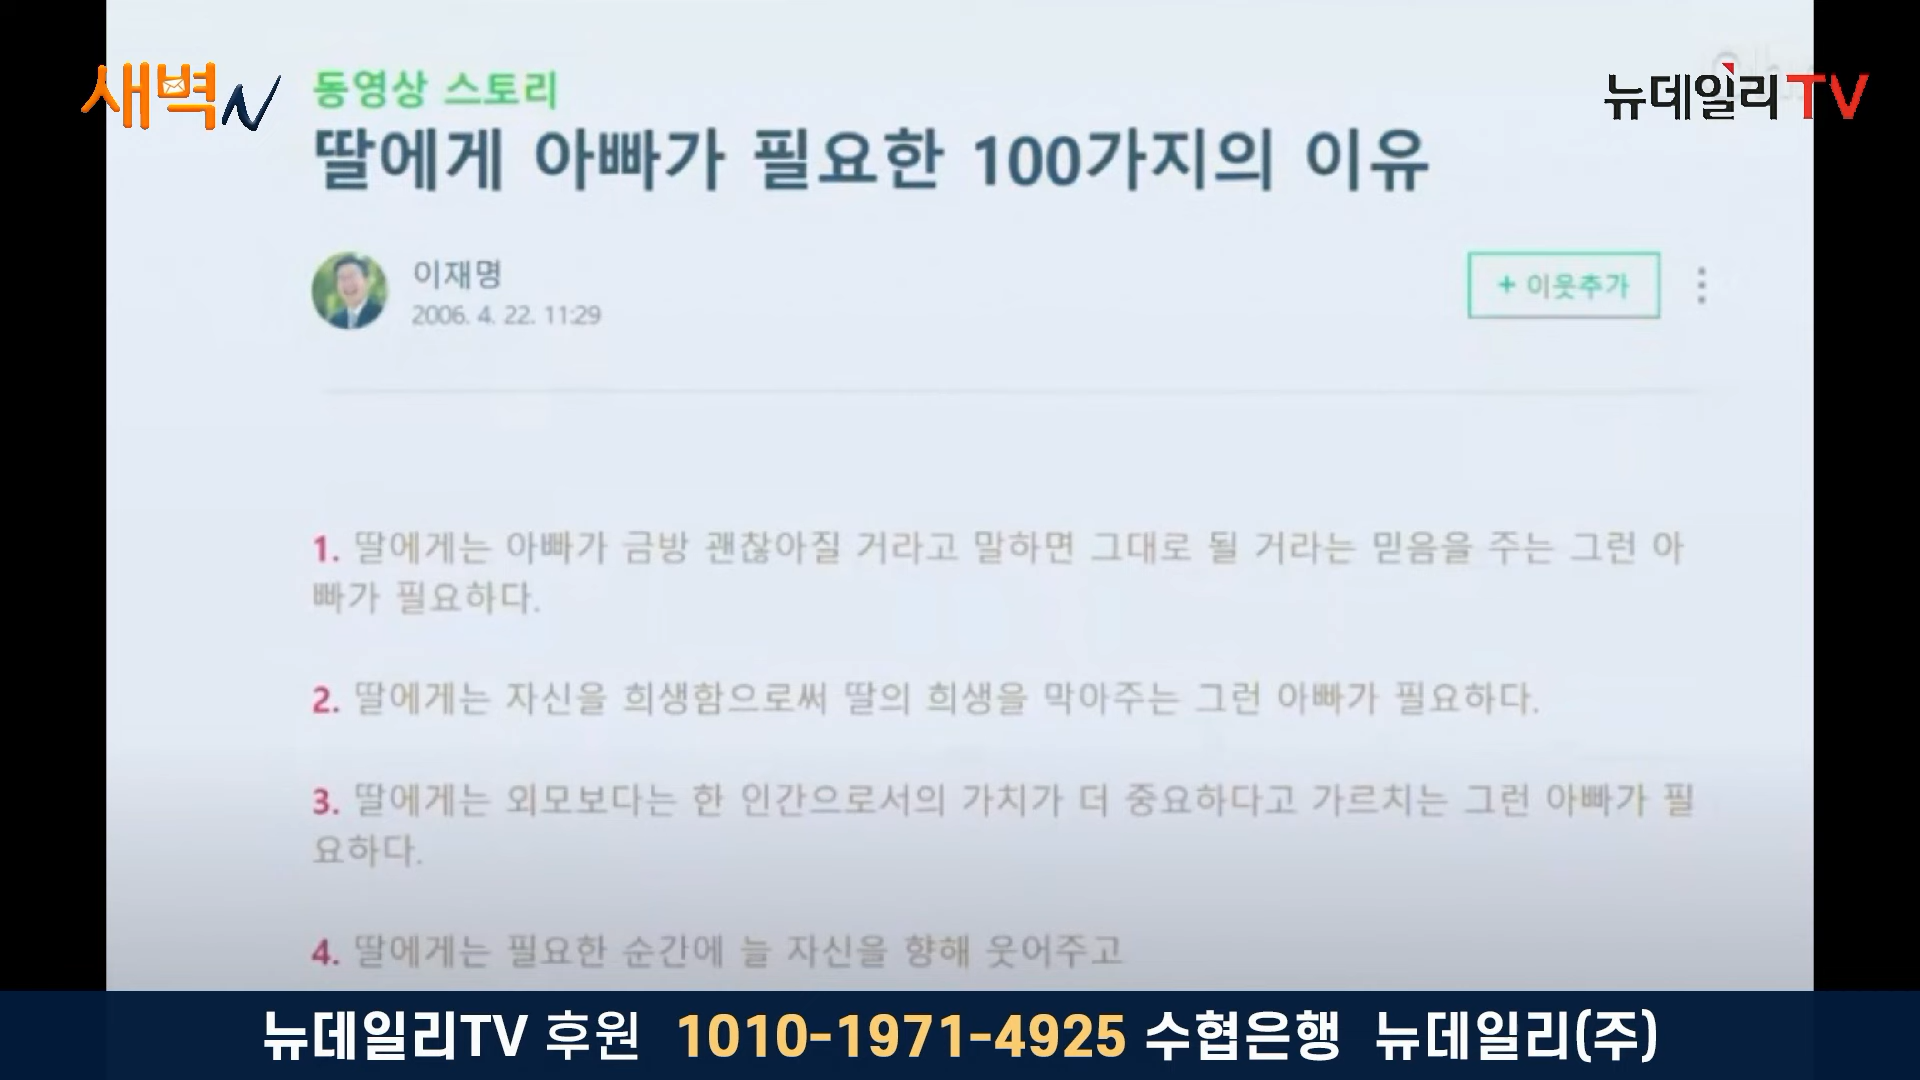 새벽N
뉴데일리TV
동영상 스토리
딸에게 아빠가 필요한 100가지의 이유
이재명
2006. 4. 22. 11:29
+ 이웃추가
1. 딸에게는 아빠가 금방 괜찮아질 거라고 말하면 그대로 될 거라는 믿음을 주는 그런 아
빠가 필요하다.
2. 딸에게는 자신을 희생함으로써 딸의 희생을 막아주는 그런 아빠가 필요하다.
3. 딸에게는 외모보다는 한 인간으로서의 가치가 더 중요하다고 가르치는 그런 아빠가 필
요하다.
4. 딸에게는 필요한 순간에 늘 자신을 향해 웃어주고
뉴데일리TV 후원 1010-1971-4925 수협은행 뉴데일리(주)